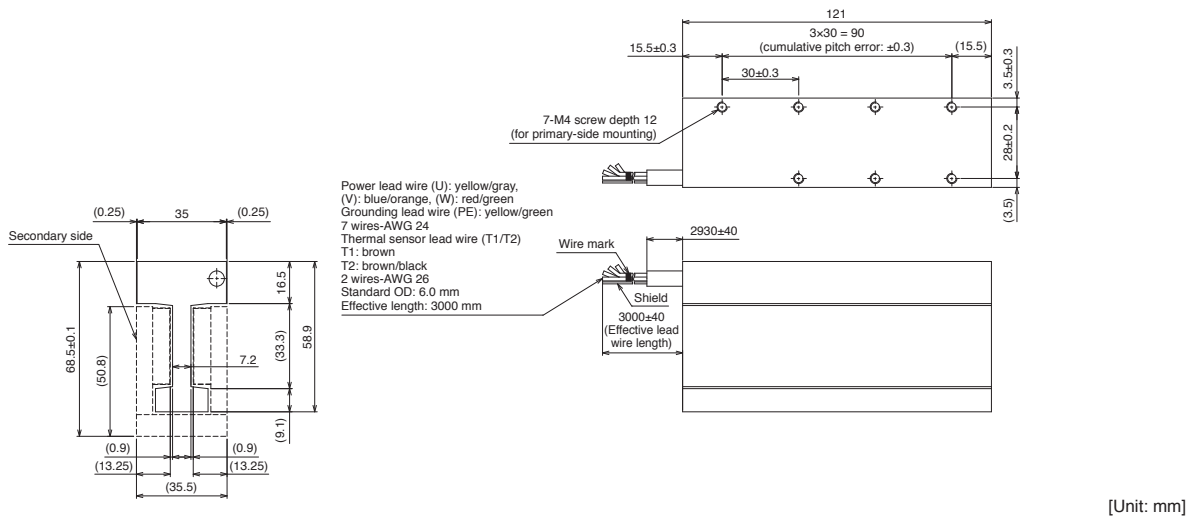 121
3×30 = 90
(cumulative pitch error: ±0.3)
15.5±0.3
(15.5)
30±0.3
3.5±0.3
28±0.2
(3.5)
7-M4 screw depth 12
(for primary-side mounting)
Power lead wire (U): yellow/gray,
(V): blue/orange, (W): red/green
Grounding lead wire (PE): yellow/green
7 wires-AWG 24
Thermal sensor lead wire (T1/T2)
T1: brown
T2: brown/black
2 wires-AWG 26
Standard OD: 6.0 mm
Effective length: 3000 mm
(0.25)
35
(0.25)
Secondary side
16.5
68.5±0.1
(50.8)
7.2
(33.3)
58.9
(9.1)
(0.9)
(0.9)
(13.25)
(13.25)
(35.5)
2930±40
Wire mark
Shield
3000±40
(Effective lead
wire length)
[Unit: mm]